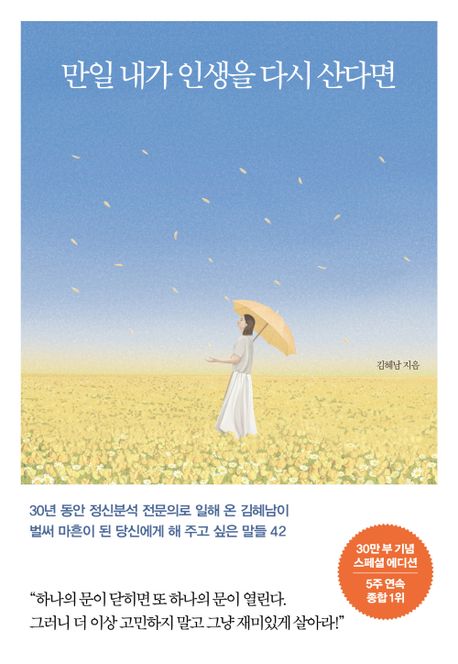 만일 내가 인생을 다시 산다면
김혜남 지음
30년 동안 정신분석 전문의로 일해 온 김혜남이
벌써 마흔이 된 당신에게 해 주고 싶은 말들 42
30만 부 기념
스페셜 에디션
5주 연속
종합 1위
“하나의 문이 닫히면 또 하나의 문이 열린다.
그러니 더 이상 고민하지 말고 그냥 재미있게 살아라!”